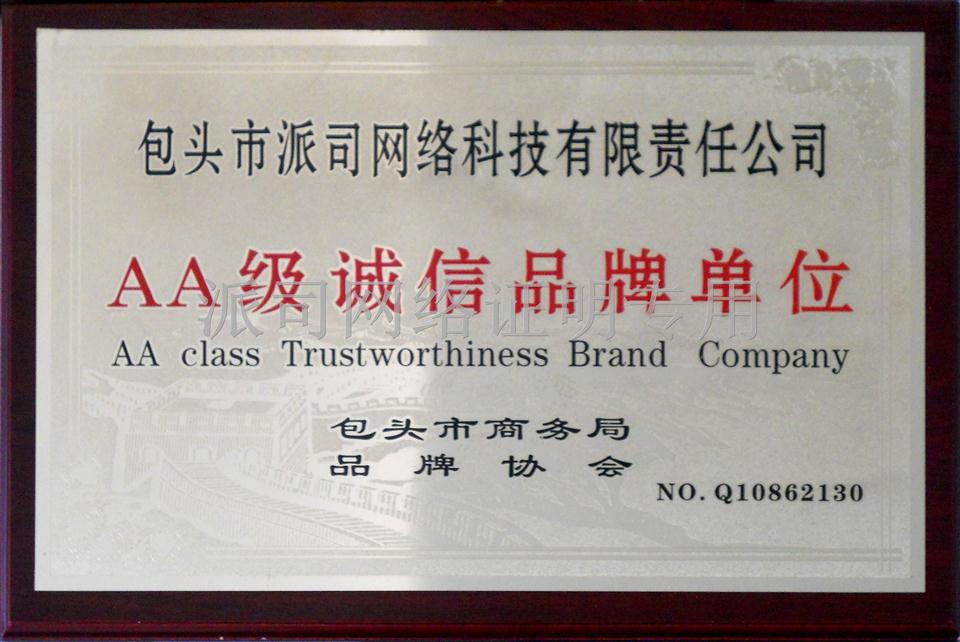 包头市派司网络科技有限责任公司
AA级诚信品牌单位
派司网络证明专用
AA class Trustworthiness Brand Company
包头市商务局
品牌协会
NO. Q10862130